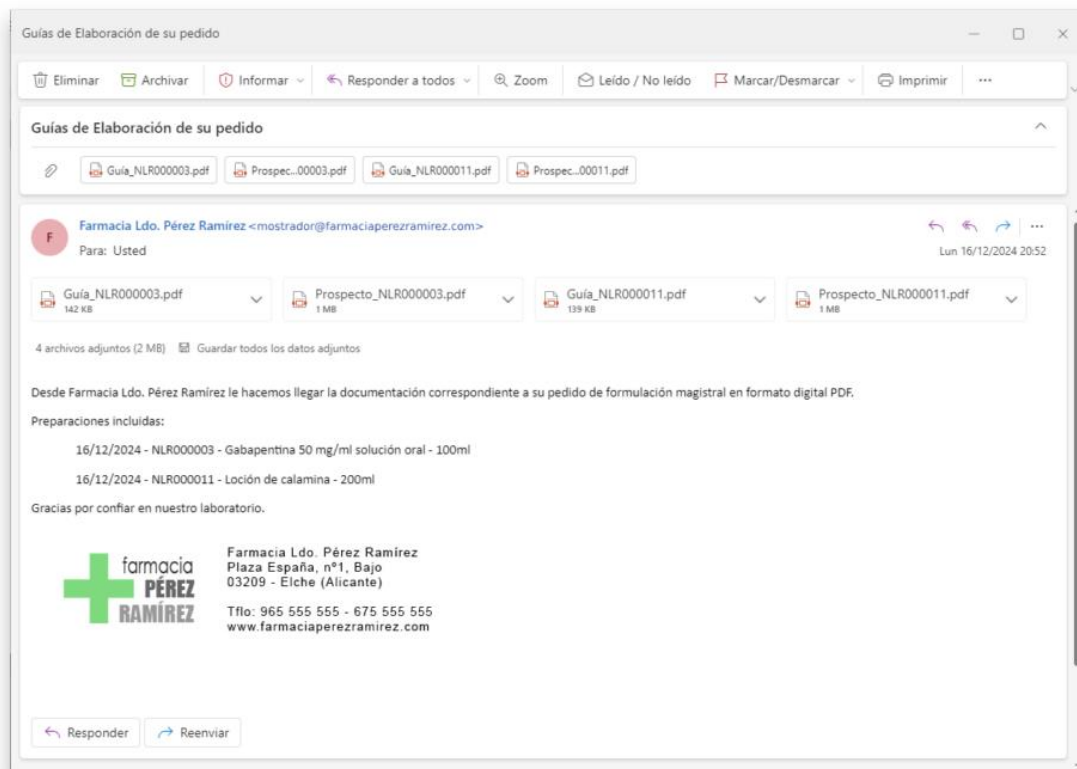 Guías de Elaboración de su pedido
Eliminar Archivar Informar Responder a todos Zoom Leído / No leído Marcar/Desmarcar Imprimir ...
Guías de Elaboración de su pedido
Guía_NLR000003.pdf Prospec...00003.pdf Guía_NLR000011.pdf Prospec...00011.pdf
F
Farmacia Ldo. Pérez Ramírez <mostrador@farmaciaperezramirez.com>
Para: Usted
Lun 16/12/2024 20:52
Guía_NLR000003.pdf Prospecto_NLR000003.pdf Guía_NLR000011.pdf Prospecto_NLR000011.pdf
142 KB 1 MB 139 KB 1 MB
4 archivos adjuntos (2 MB) Guardar todos los datos adjuntos
Desde Farmacia Ldo. Pérez Ramírez le hacemos llegar la documentación correspondiente a su pedido de formulación magistral en formato digital PDF.
Preparaciones incluidas:
16/12/2024 - NLR000003 - Gabapentina 50 mg/ml solución oral - 100ml
16/12/2024 - NLR000011 - Loción de calamina - 200ml
Gracias por confiar en nuestro laboratorio.
farmacia
PÉREZ
RAMÍREZ
Farmacia Ldo. Pérez Ramírez
Plaza España, nº1, Bajo
03209 - Elche (Alicante)
Tflo: 965 555 555 - 675 555 555
www.farmaciaperezramirez.com
Responder Reenviar